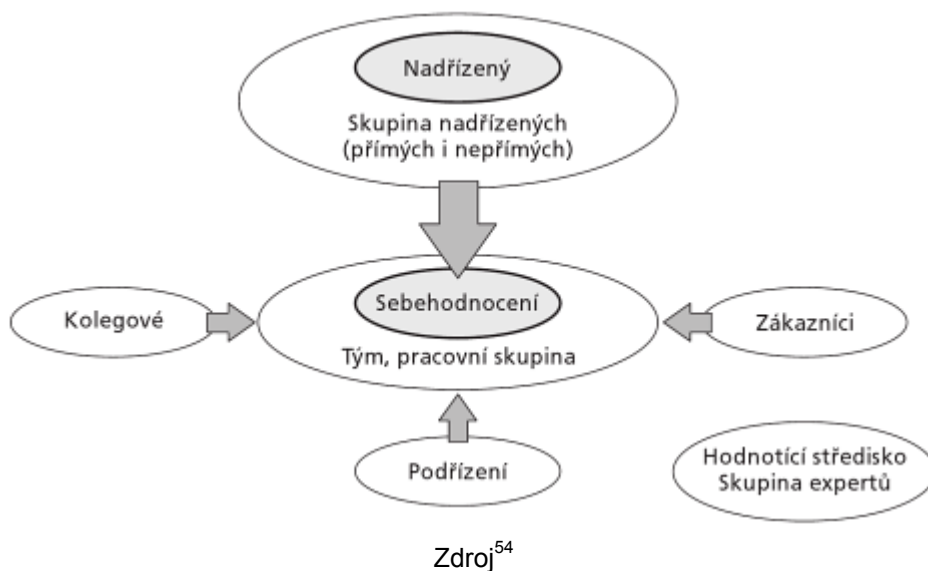 Nadřízený
Skupina nadřízených
(přímých i nepřímých)
Sebehodnocení
Kolegové
Zákazníci
Tým, pracovní skupina
Podřízení
Hodnotící středisko
Skupina expertů
Zdroj54